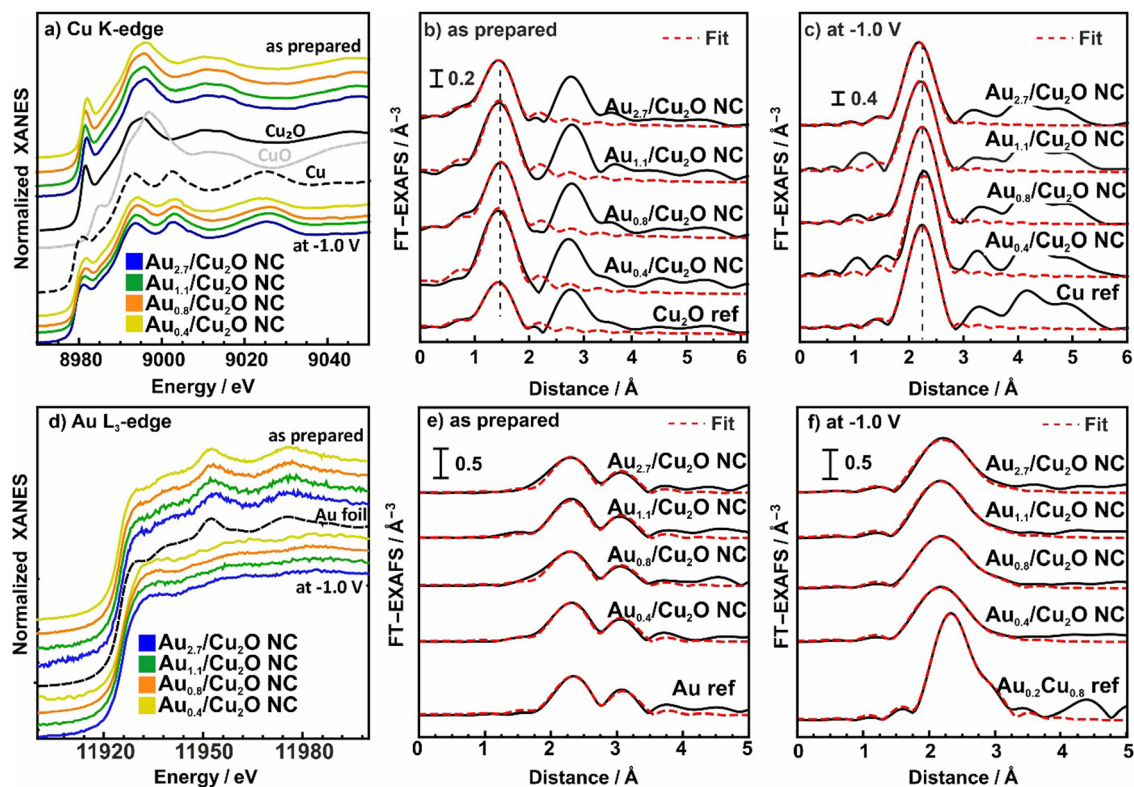 a) Cu K-edge
as prepared
Cu₂O
CuO
Cu
at -1.0 V
Au₂.₇/Cu₂O NC
Au₁.₁/Cu₂O NC
Au₀.₈/Cu₂O NC
Au₀.₄/Cu₂O NC
Normalized XANES
8980 9000 9020 9040
Energy / eV
b) as prepared
Fit
0.2
Au₂.₇/Cu₂O NC
Au₁.₁/Cu₂O NC
Au₀.₈/Cu₂O NC
Au₀.₄/Cu₂O NC
Cu₂O ref
FT–EXAFS / Å⁻³
0 1 2 3 4 5 6
Distance / Å
c) at -1.0 V
Fit
0.4
Au₂.₇/Cu₂O NC
Au₁.₁/Cu₂O NC
Au₀.₈/Cu₂O NC
Au₀.₄/Cu₂O NC
Cu ref
FT–EXAFS / Å⁻³
0 1 2 3 4 5 6
Distance / Å
d) Au L₃-edge
as prepared
Au foil
at -1.0 V
Au₂.₇/Cu₂O NC
Au₁.₁/Cu₂O NC
Au₀.₈/Cu₂O NC
Au₀.₄/Cu₂O NC
Normalized XANES
11920 11950 11980
Energy / eV
e) as prepared
Fit
0.5
Au₂.₇/Cu₂O NC
Au₁.₁/Cu₂O NC
Au₀.₈/Cu₂O NC
Au₀.₄/Cu₂O NC
Au ref
FT–EXAFS / Å⁻³
0 1 2 3 4 5
Distance / Å
f) at -1.0 V
Fit
0.5
Au₂.₇/Cu₂O NC
Au₁.₁/Cu₂O NC
Au₀.₈/Cu₂O NC
Au₀.₄/Cu₂O NC
Au₀.₂Cu₀.₈ ref
FT–EXAFS / Å⁻³
0 1 2 3 4 5
Distance / Å